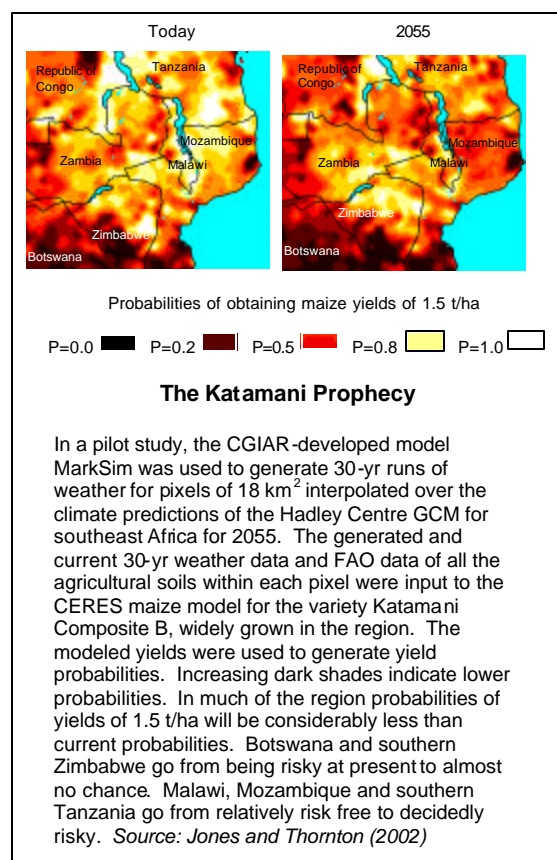 Today 2055
Republic of Congo Tanzania Republic of Congo Tanzania
Mozambique Mozambique
Zambia Malawi Zambia Malawi
Zimbabwe Zimbabwe
Botswana Botswana
Probabilities of obtaining maize yields of 1.5 t/ha
P=0.0 P=0.2 P=0.5 P=0.8 P=1.0
The Katamani Prophecy
In a pilot study, the CGIAR-developed model
MarkSim was used to generate 30-yr runs of
weather for pixels of 18 km² interpolated over the
climate predictions of the Hadley Centre GCM for
southeast Africa for 2055. The generated and
current 30-yr weather data and FAO data of all the
agricultural soils within each pixel were input to the
CERES maize model for the variety Katamani
Composite B, widely grown in the region. The
modeled yields were used to generate yield
probabilities. Increasing dark shades indicate lower
probabilities. In much of the region probabilities of
yields of 1.5 t/ha will be considerably less than
current probabilities. Botswana and southern
Zimbabwe go from being risky at present to almost
no chance. Malawi, Mozambique and southern
Tanzania go from relatively risk free to decidedly
risky. Source: Jones and Thornton (2002)